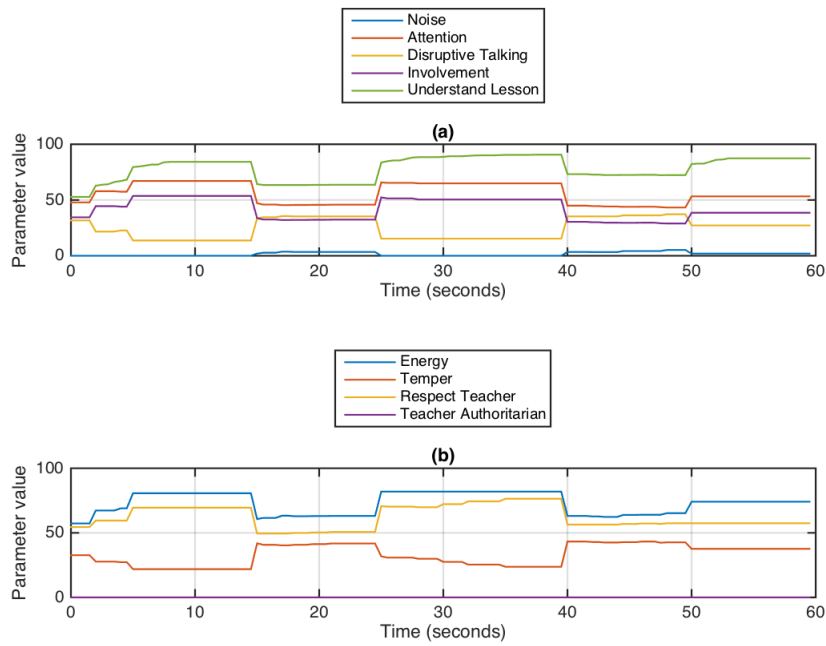 Noise
Attention
Disruptive Talking
Involvement
Understand Lesson
(a)
100
50
0
Parameter value
0 10 20 30 40 50 60
Time (seconds)
Energy
Temper
Respect Teacher
Teacher Authoritarian
(b)
100
50
0
Parameter value
0 10 20 30 40 50 60
Time (seconds)